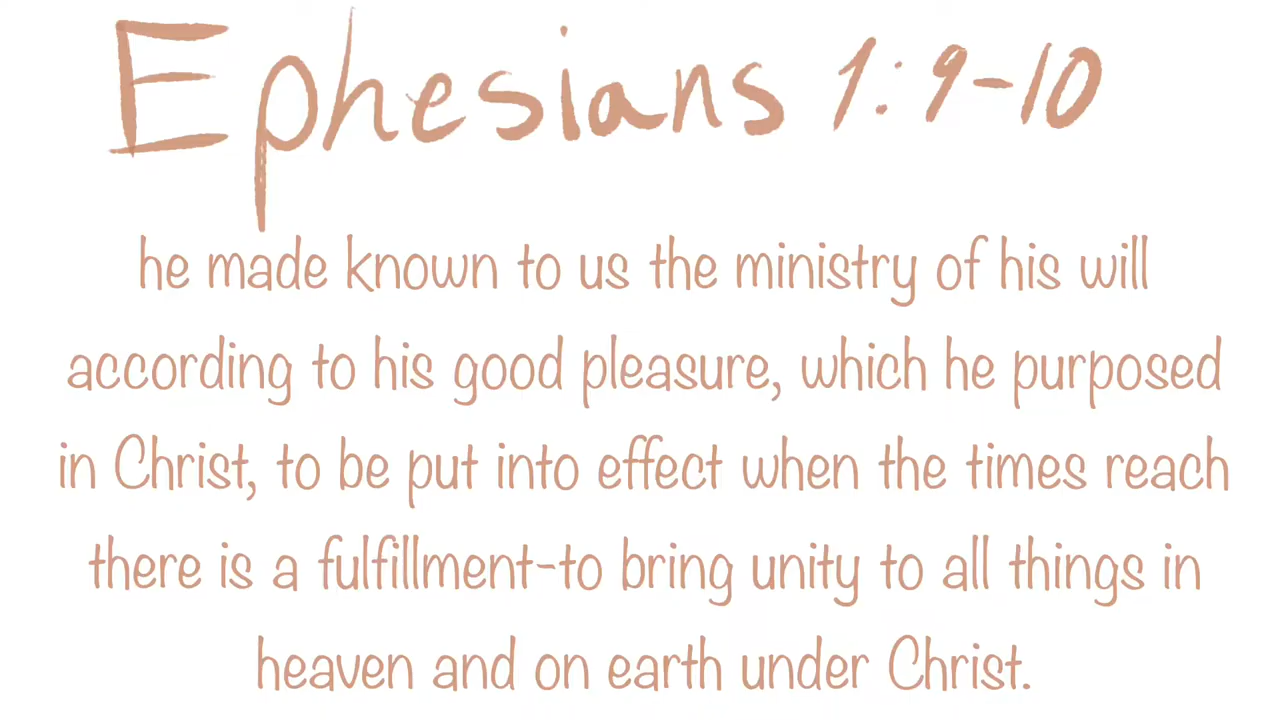 Ephesians 1:9-10
he made known to us the ministry of his will
according to his good pleasure, which he purposed
in Christ, to be put into effect when the times reach
there is a fulfillment-to bring unity to all things in
heaven and on earth under Christ.